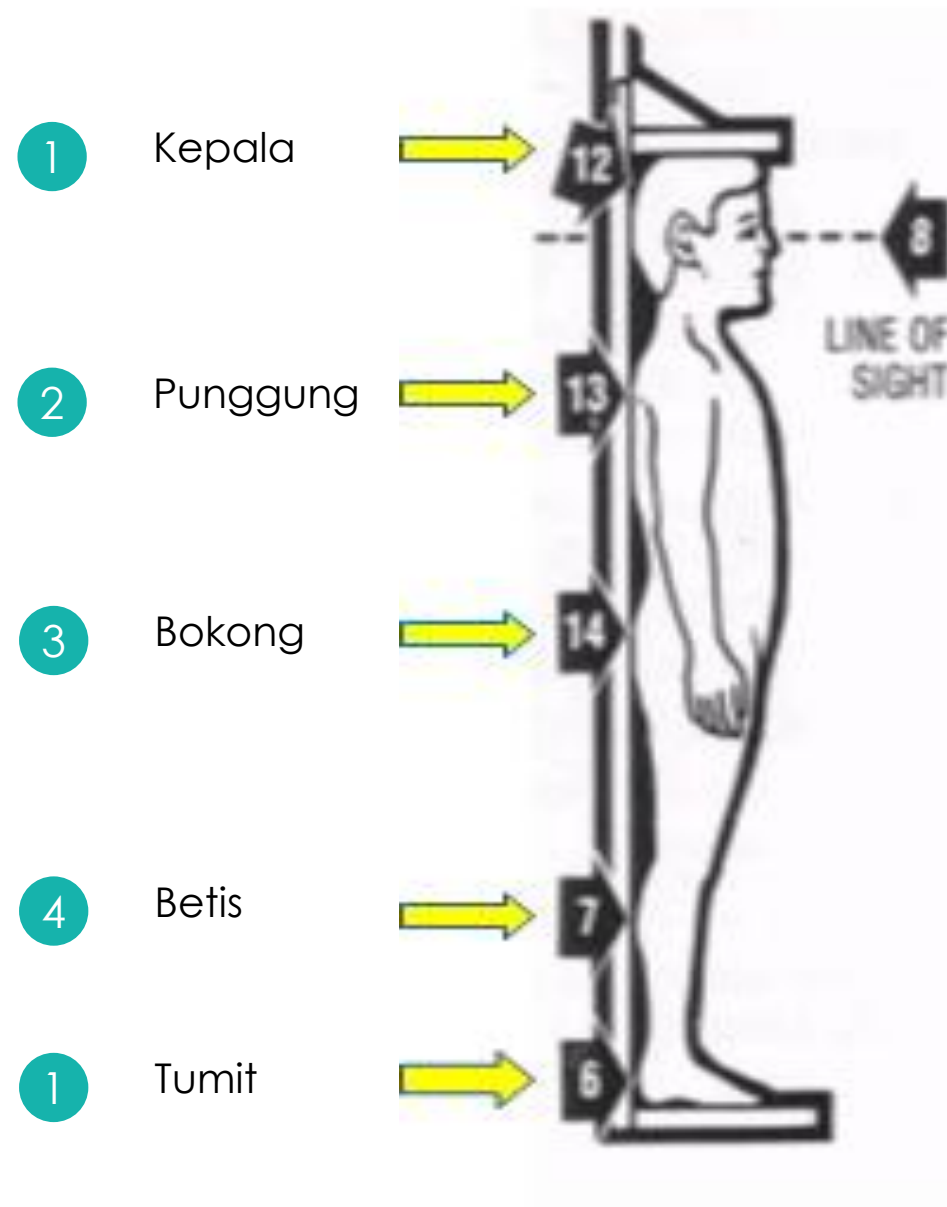 1 Kepala 12
8
LINE OF
SIGHT
2 Punggung 13
3 Bokong 14
4 Betis 7
1 Tumit 6